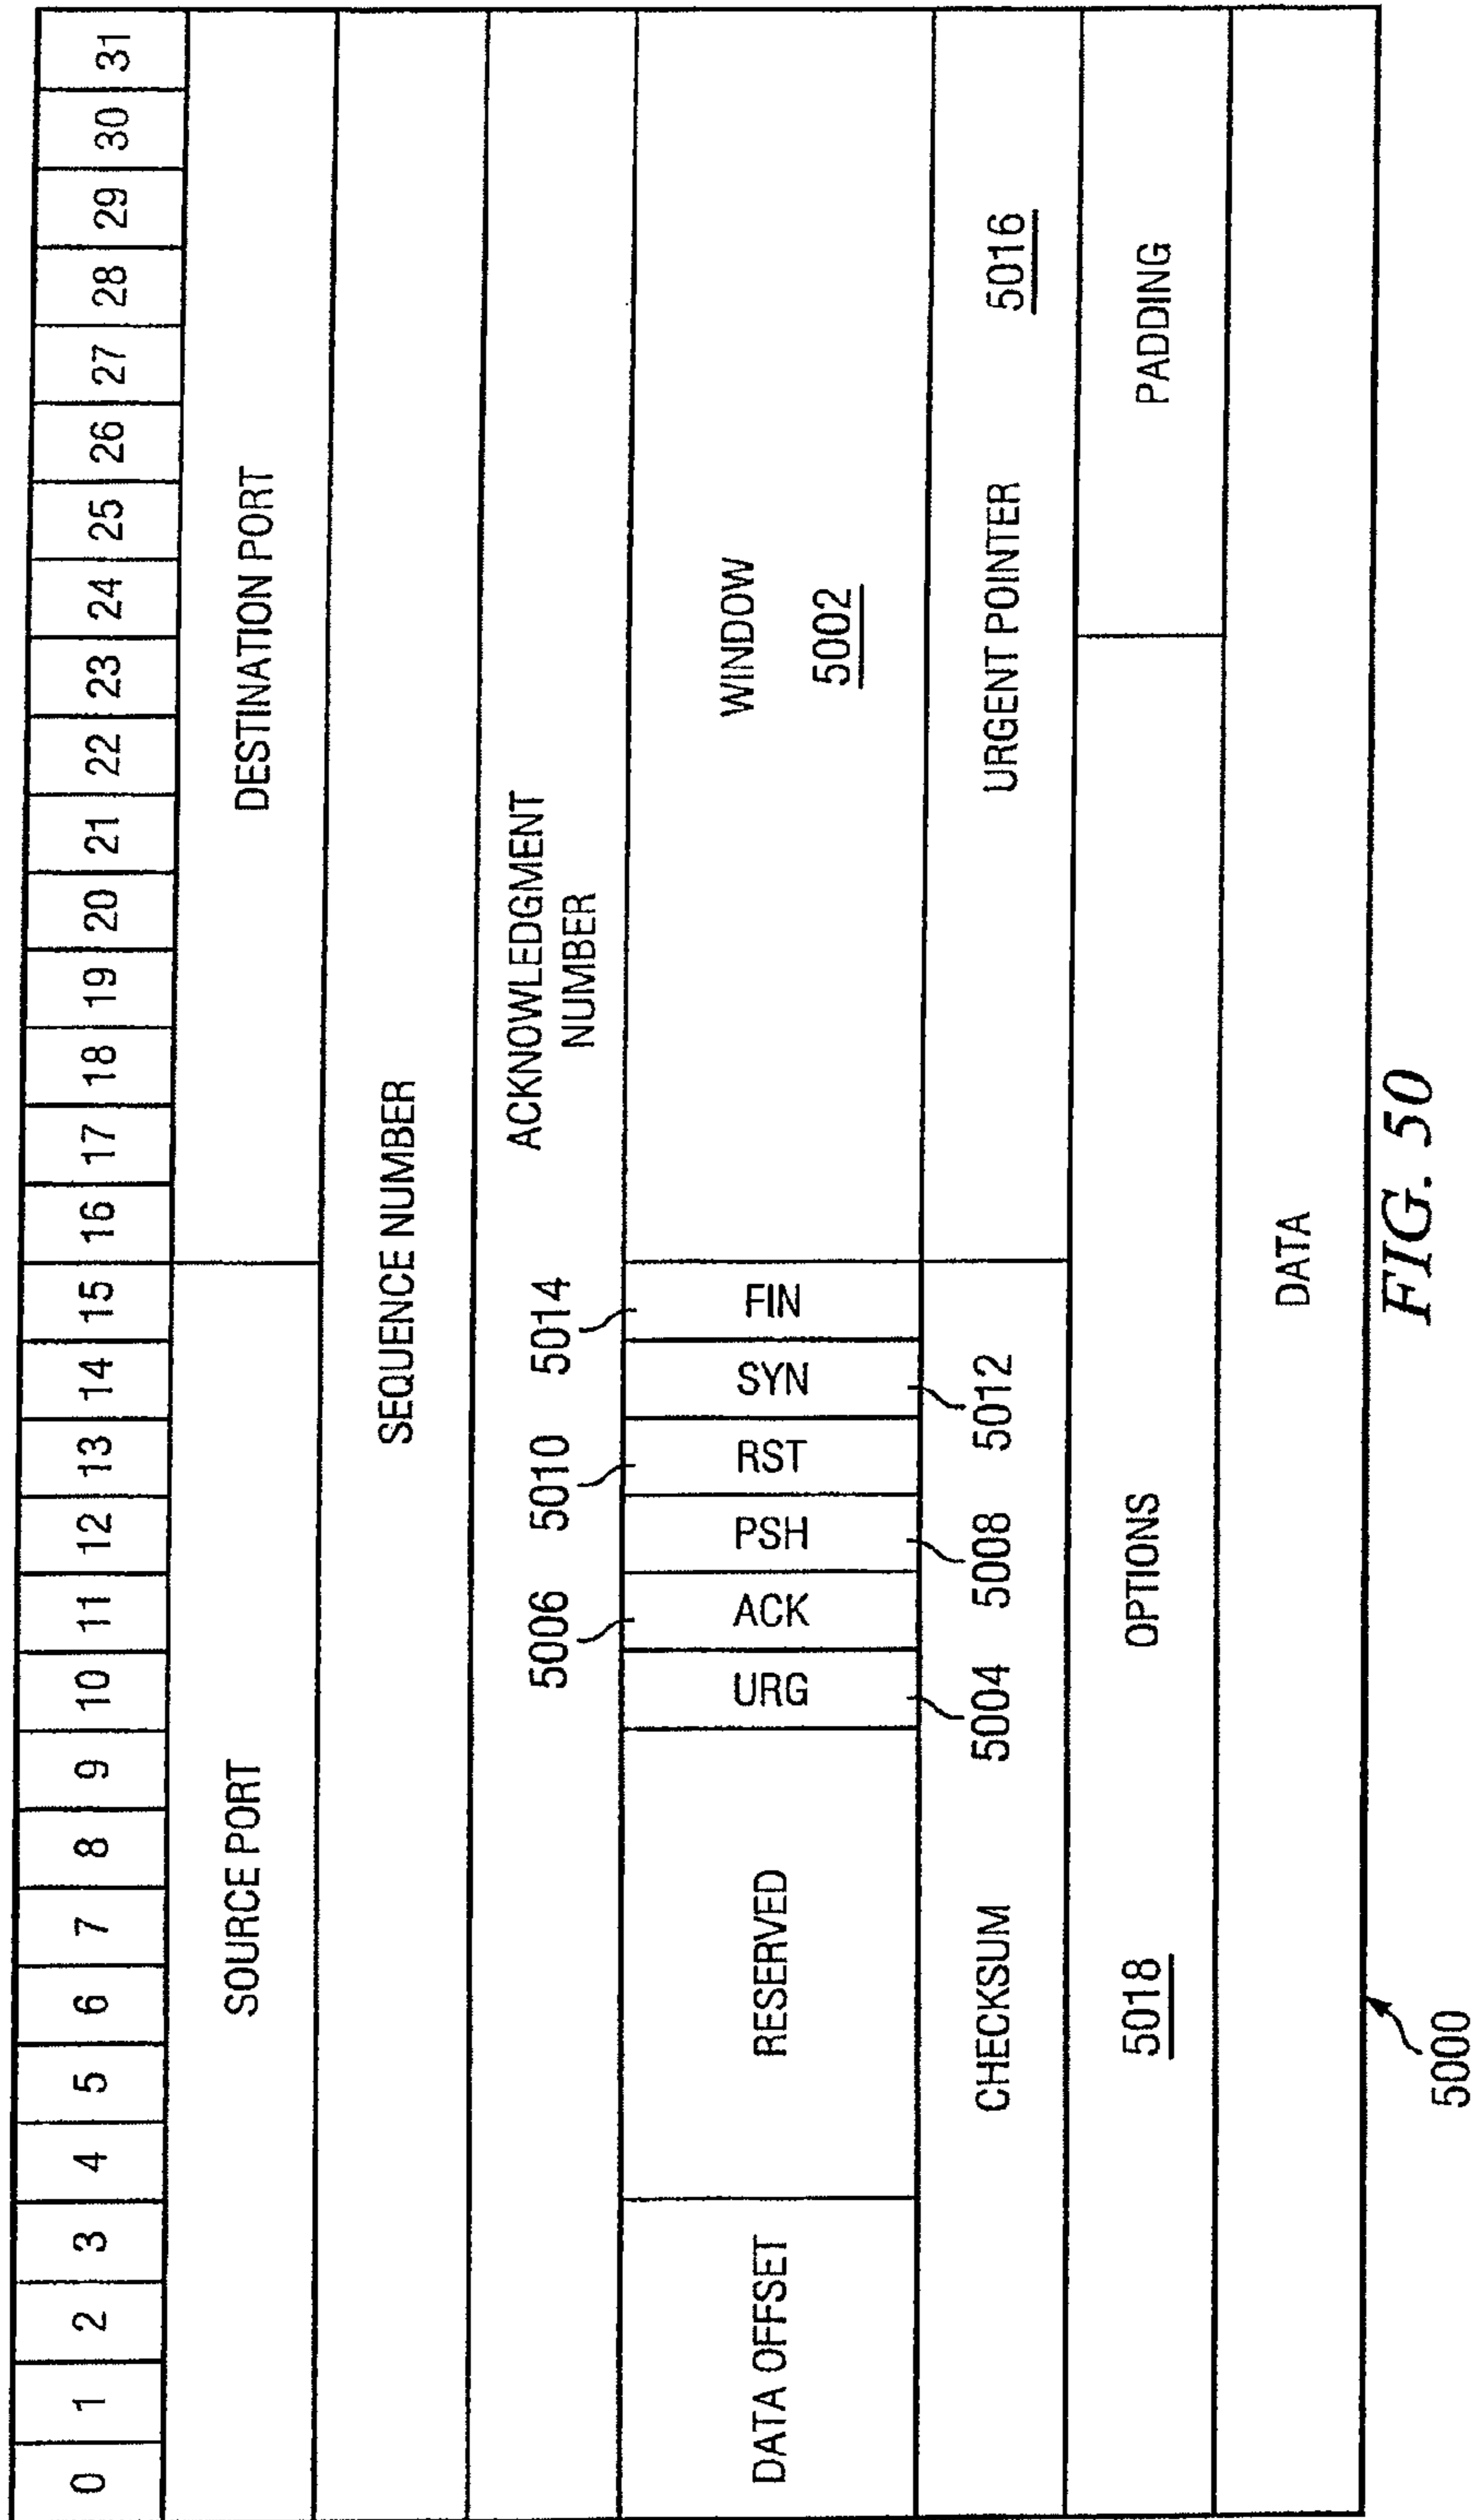 0 1 2 3 4 5 6 7 8 9 10 11 12 13 14 15 16 17 18 19 20 21 22 23 24 25 26 27 28 29 30 31
SOURCE PORT DESTINATION PORT
SEQUENCE NUMBER
ACKNOWLEDGMENT
NUMBER
5006 5010 5014
DATA OFFSET RESERVED URG ACK PSH RST SYN FIN WINDOW
5002
5004 5008 5012
CHECKSUM URGENT POINTER 5016
5018 OPTIONS PADDING
DATA
5000
FIG. 50